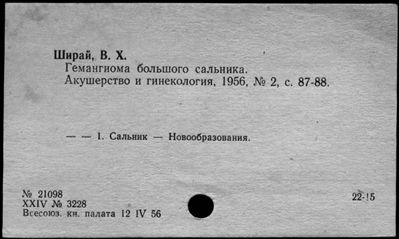 Ширай, В. Х.
Гемангиома большого сальника.
Акушерство и гинекология, 1956, № 2, с. 87-88.
— — 1. Сальник — Новообразования.
№ 21098
XXIV № 3228
Всесоюз. кн. палата 12 IV 56
22-15